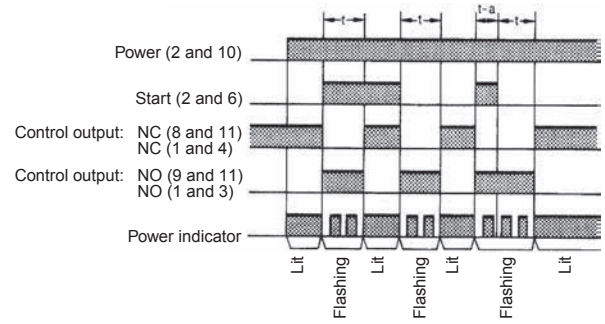 t t t-a t
Power (2 and 10)
Start (2 and 6)
Control output: NC (8 and 11)
NC (1 and 4)
Control output: NO (9 and 11)
NO (1 and 3)
Power indicator
Lit Flashing Lit Flashing Lit Flashing Lit